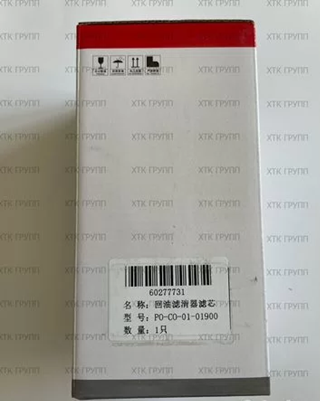 60277731
名 称: 回油滤清器滤芯
型 号: PO-CO-01-01900
数 量: 1只
ХТК ГРУПП